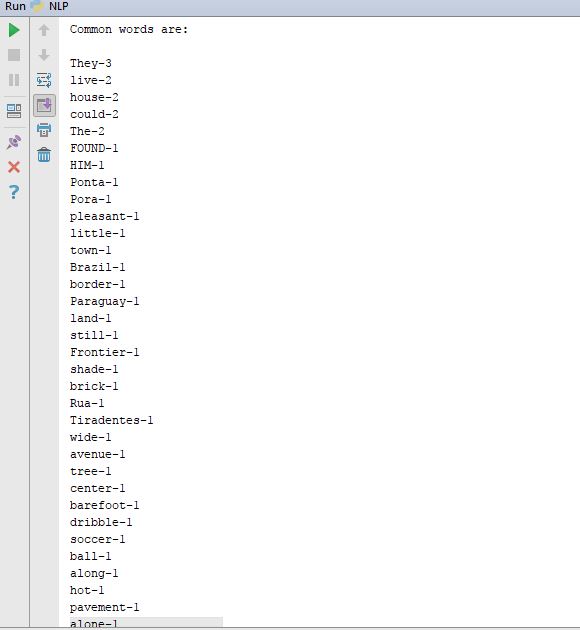 Run NLP
Common words are:
They-3
live-2
house-2
could-2
The-2
FOUND-1
HIM-1
Ponta-1
Pora-1
pleasant-1
little-1
town-1
Brazil-1
border-1
Paraguay-1
land-1
still-1
Frontier-1
shade-1
brick-1
Rua-1
Tiradentes-1
wide-1
avenue-1
tree-1
center-1
barefoot-1
dribble-1
soccer-1
ball-1
along-1
hot-1
pavement-1
alone-1